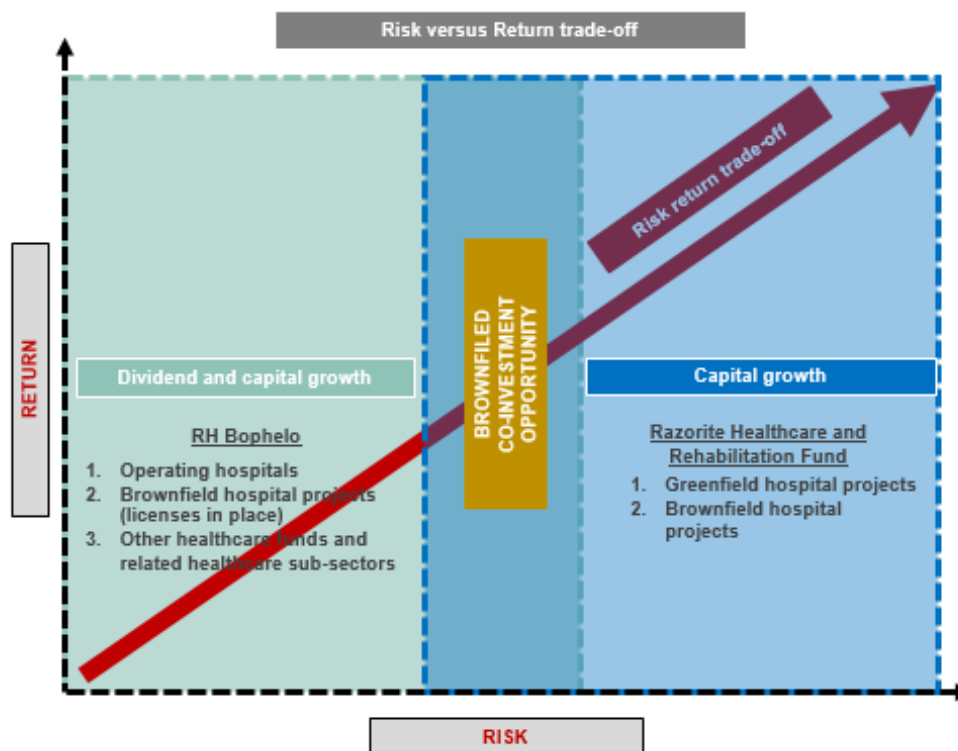 Risk versus Return trade-off
Risk return trade-off
RETURN
BROWNFILED
CO-INVESTMENT
OPPORTUNITY
Dividend and capital growth
RH Bophelo
1. Operating hospitals
2. Brownfield hospital projects
(licenses in place)
3. Other healthcare funds and
related healthcare sub-sectors
Capital growth
Razorite Healthcare and
Rehabilitation Fund
1. Greenfield hospital projects
2. Brownfield hospital
projects
RISK